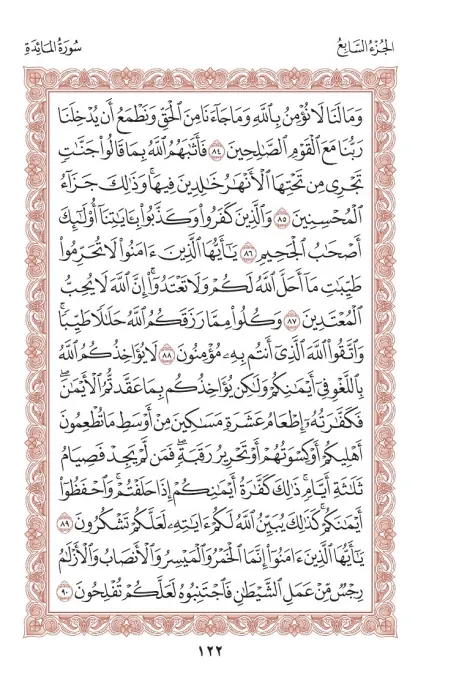 الجزء السابع
سورة المائدة
وَمَا لَنَا لَا نُؤْمِنُ بِٱللَّهِ وَمَا جَآءَنَا مِنَ ٱلْحَقِّ وَنَطْمَعُ أَن يُدْخِلَنَا
رَبُّنَا مَعَ ٱلْقَوْمِ ٱلصَّـٰلِحِينَ ٨٤ فَأَثَـٰبَهُمُ ٱللَّهُ بِمَا قَالُوا۟ جَنَّـٰتٍ
تَجْرِى مِن تَحْتِهَا ٱلْأَنْهَـٰرُ خَـٰلِدِينَ فِيهَا ۚ وَذَٰلِكَ جَزَآءُ
ٱلْمُحْسِنِينَ ٨٥ وَٱلَّذِينَ كَفَرُوا۟ وَكَذَّبُوا۟ بِـَٔايَـٰتِنَآ أُو۟لَـٰٓئِكَ
أَصْحَـٰبُ ٱلْجَحِيمِ ٨٦ يَـٰٓأَيُّهَا ٱلَّذِينَ ءَامَنُوا۟ لَا تُحَرِّمُوا۟
طَيِّبَـٰتِ مَآ أَحَلَّ ٱللَّهُ لَكُمْ وَلَا تَعْتَدُوٓا۟ ۚ إِنَّ ٱللَّهَ لَا يُحِبُّ
ٱلْمُعْتَدِينَ ٨٧ وَكُلُوا۟ مِمَّا رَزَقَكُمُ ٱللَّهُ حَلَـٰلًا طَيِّبًا ۚ
وَٱتَّقُوا۟ ٱللَّهَ ٱلَّذِىٓ أَنتُم بِهِۦ مُؤْمِنُونَ ٨٨ لَا يُؤَاخِذُكُمُ ٱللَّهُ
بِٱللَّغْوِ فِىٓ أَيْمَـٰنِكُمْ وَلَـٰكِن يُؤَاخِذُكُم بِمَا عَقَّدتُّمُ ٱلْأَيْمَـٰنَ ۖ
فَكَفَّـٰرَتُهُۥٓ إِطْعَامُ عَشَرَةِ مَسَـٰكِينَ مِنْ أَوْسَطِ مَا تُطْعِمُونَ
أَهْلِيكُمْ أَوْ كِسْوَتُهُمْ أَوْ تَحْرِيرُ رَقَبَةٍ ۖ فَمَن لَّمْ يَجِدْ فَصِيَامُ
ثَلَـٰثَةِ أَيَّامٍ ۚ ذَٰلِكَ كَفَّـٰرَةُ أَيْمَـٰنِكُمْ إِذَا حَلَفْتُمْ ۚ وَٱحْفَظُوٓا۟
أَيْمَـٰنَكُمْ ۚ كَذَٰلِكَ يُبَيِّنُ ٱللَّهُ لَكُمْ ءَايَـٰتِهِۦ لَعَلَّكُمْ تَشْكُرُونَ ٨٩
يَـٰٓأَيُّهَا ٱلَّذِينَ ءَامَنُوٓا۟ إِنَّمَا ٱلْخَمْرُ وَٱلْمَيْسِرُ وَٱلْأَنصَابُ وَٱلْأَزْلَـٰمُ
رِجْسٌ مِّنْ عَمَلِ ٱلشَّيْطَـٰنِ فَٱجْتَنِبُوهُ لَعَلَّكُمْ تُفْلِحُونَ ٩٠
١٢٢